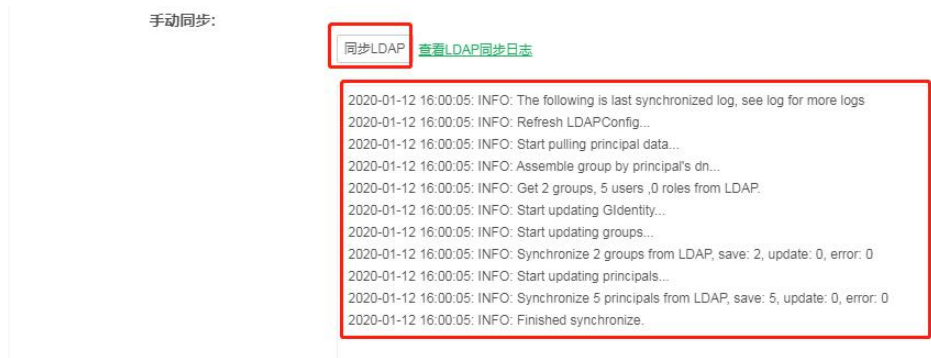 手动同步:
同步LDAP 查看LDAP同步日志
2020-01-12 16:00:05: INFO: The following is last synchronized log, see log for more logs
2020-01-12 16:00:05: INFO: Refresh LDAPConfig...
2020-01-12 16:00:05: INFO: Start pulling principal data...
2020-01-12 16:00:05: INFO: Assemble group by principal's dn...
2020-01-12 16:00:05: INFO: Get 2 groups, 5 users ,0 roles from LDAP.
2020-01-12 16:00:05: INFO: Start updating GIdentity...
2020-01-12 16:00:05: INFO: Start updating groups...
2020-01-12 16:00:05: INFO: Synchronize 2 groups from LDAP, save: 2, update: 0, error: 0
2020-01-12 16:00:05: INFO: Start updating principals...
2020-01-12 16:00:05: INFO: Synchronize 5 principals from LDAP, save: 5, update: 0, error: 0
2020-01-12 16:00:05: INFO: Finished synchronize.